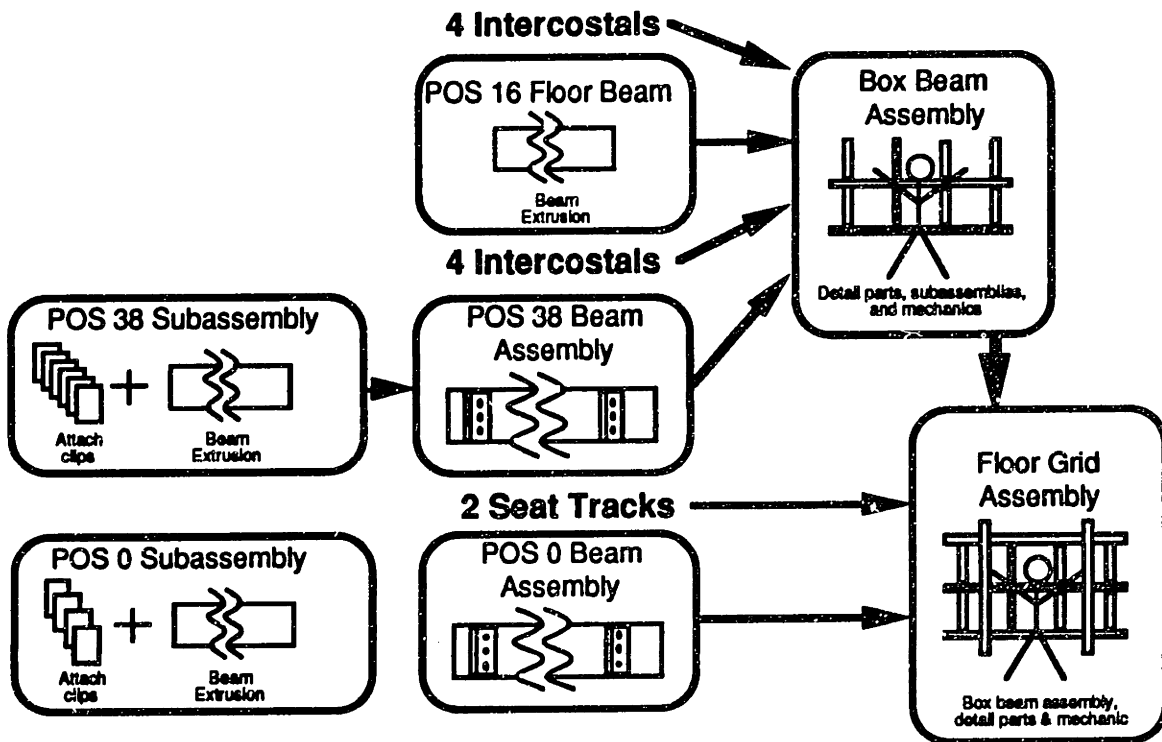 4 Intercostals
POS 16 Floor Beam
Beam
Extrusion
4 Intercostals
Box Beam
Assembly
Detail parts, subassemblies,
and mechanics
POS 38 Subassembly
+
Attach
clips
Beam
Extrusion
POS 38 Beam
Assembly
2 Seat Tracks
POS 0 Subassembly
+
Attach
clips
Beam
Extrusion
POS 0 Beam
Assembly
Floor Grid
Assembly
Box beam assembly,
detail parts & mechanic